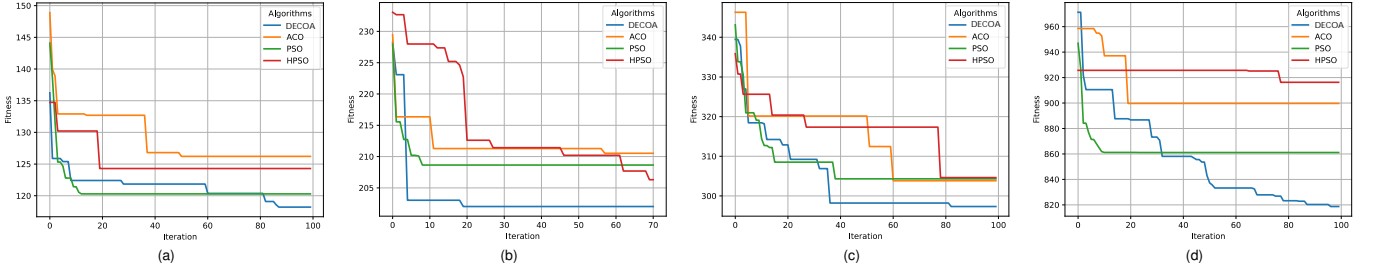 150
145
140
135
130
125
120
Fitness
0
20
40
60
80
100
Iteration
Algorithms
DECOA
ACO
PSO
HPSO
(a)
230
225
220
215
210
205
Fitness
0
10
20
30
40
50
60
70
Iteration
Algorithms
DECOA
ACO
PSO
HPSO
(b)
340
330
320
310
300
Fitness
0
20
40
60
80
100
Iteration
Algorithms
DECOA
ACO
PSO
HPSO
(c)
960
940
920
900
880
860
840
820
Fitness
0
20
40
60
80
100
Iteration
Algorithms
DECOA
ACO
PSO
HPSO
(d)